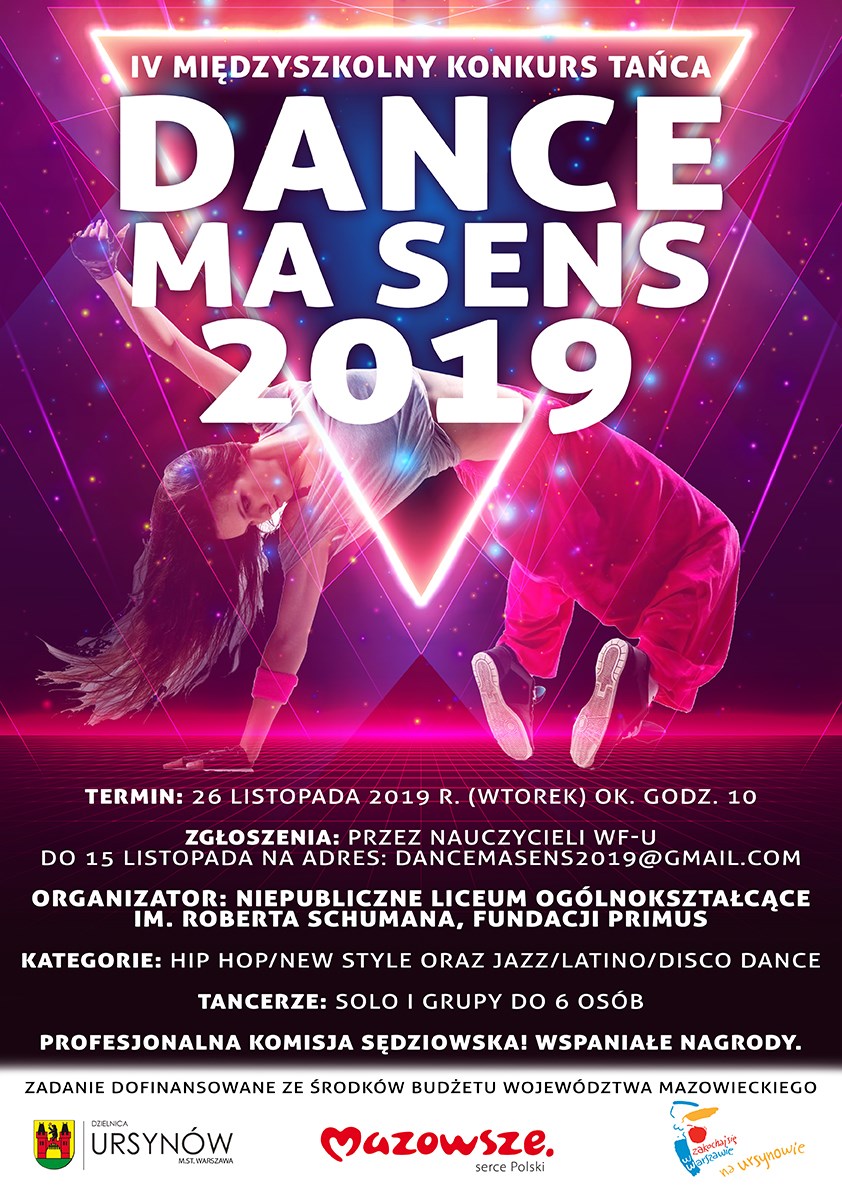 IV MIĘDZYSZKOLNY KONKURS TAŃCA
DANCE
MA SENS
2019
TERMIN: 26 LISTOPADA 2019 R. (WTOREK) OK. GODZ. 10
ZGŁOSZENIA: PRZEZ NAUCZYCIELI WF-U
DO 15 LISTOPADA NA ADRES: DANCEMASENS2019@GMAIL.COM
ORGANIZATOR: NIEPUBLICZNE LICEUM OGÓLNOKSZTAŁCĄCE
IM. ROBERTA SCHUMANA, FUNDACJI PRIMUS
KATEGORIE: HIP HOP/NEW STYLE ORAZ JAZZ/LATINO/DISCO DANCE
TANCERZE: SOLO I GRUPY DO 6 OSÓB
PROFESJONALNA KOMISJA SĘDZIOWSKA! WSPANIAŁE NAGRODY.
ZADANIE DOFINANSOWANE ZE ŚRODKÓW BUDŻETU WOJEWÓDZTWA MAZOWIECKIEGO
DZIELNICA
URSYNÓW
M.ST. WARSZAWA
Mazowsze.
serce Polski
zakochaj się
w Warszawie
na ursynowie